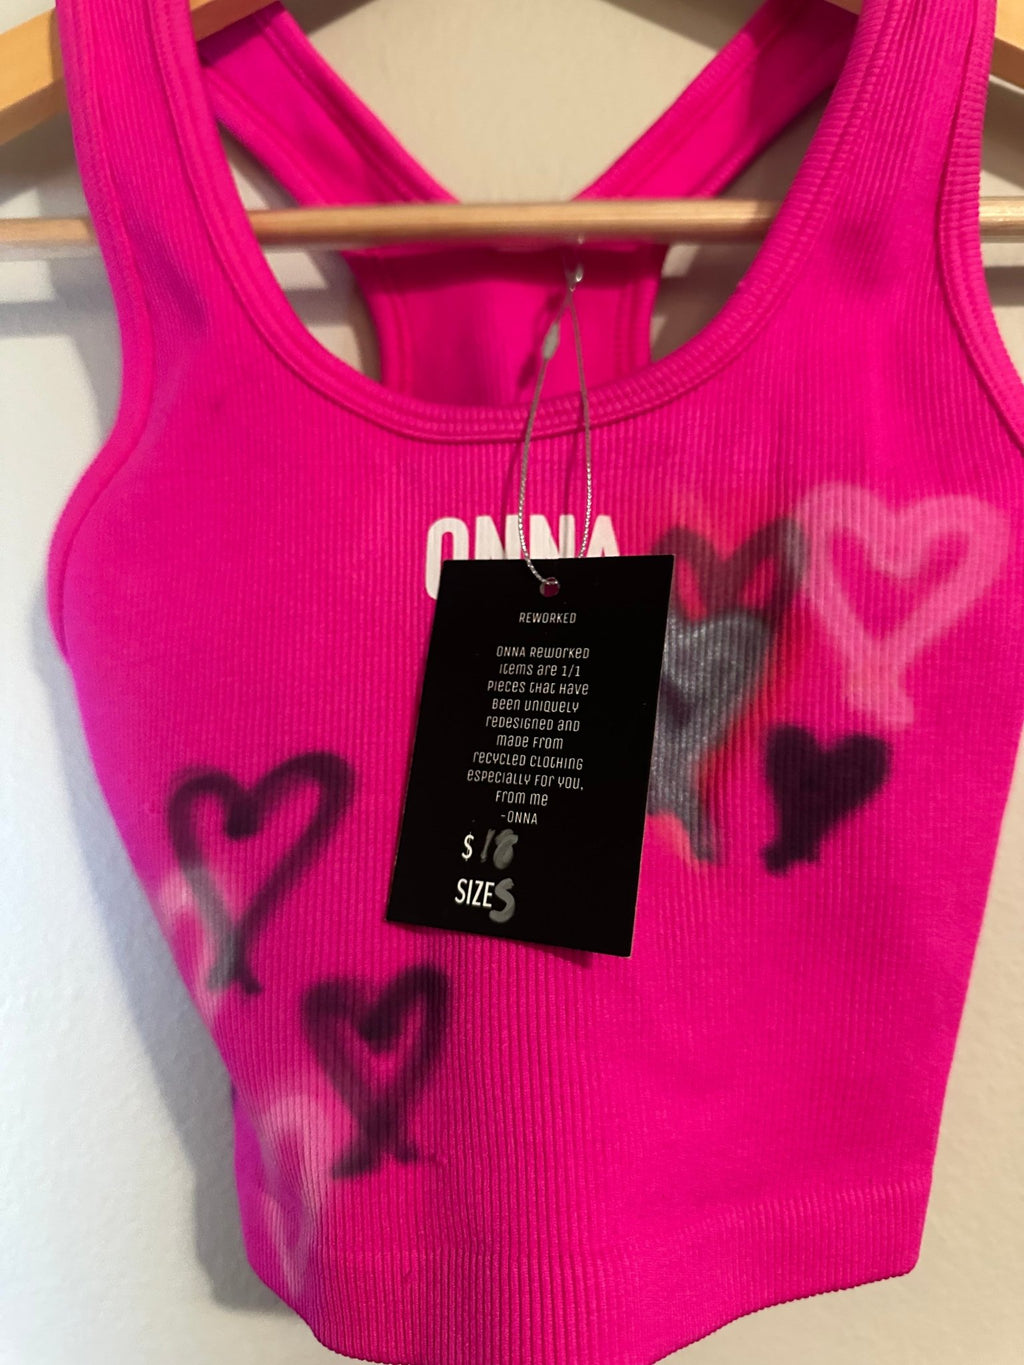 ONNA
REWORKED
ONNA REWORKED
ITEMS ARE 1/1
PIECES THAT HAVE
BEEN UNIQUELY
REDESIGNED AND
MADE FROM
RECYCLED CLOTHING
ESPECIALLY FOR YOU,
FROM ME
-ONNA
$ 18
SIZE S